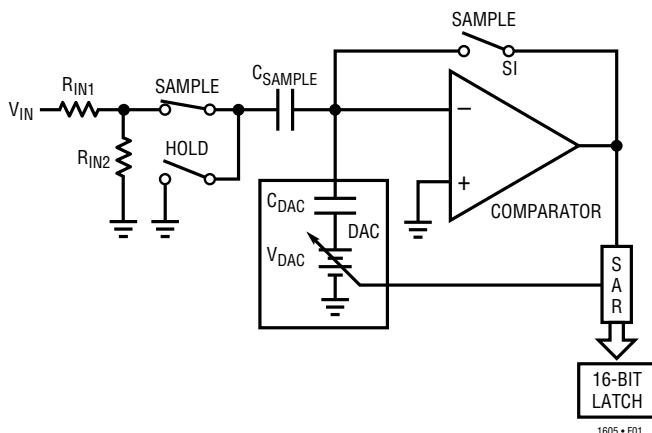 SAMPLE
SI
C_SAMPLE
R_IN1
SAMPLE
V_IN
R_IN2
HOLD
−
+
COMPARATOR
C_DAC
DAC
V_DAC
S
A
R
16-BIT
LATCH
1605 • F01